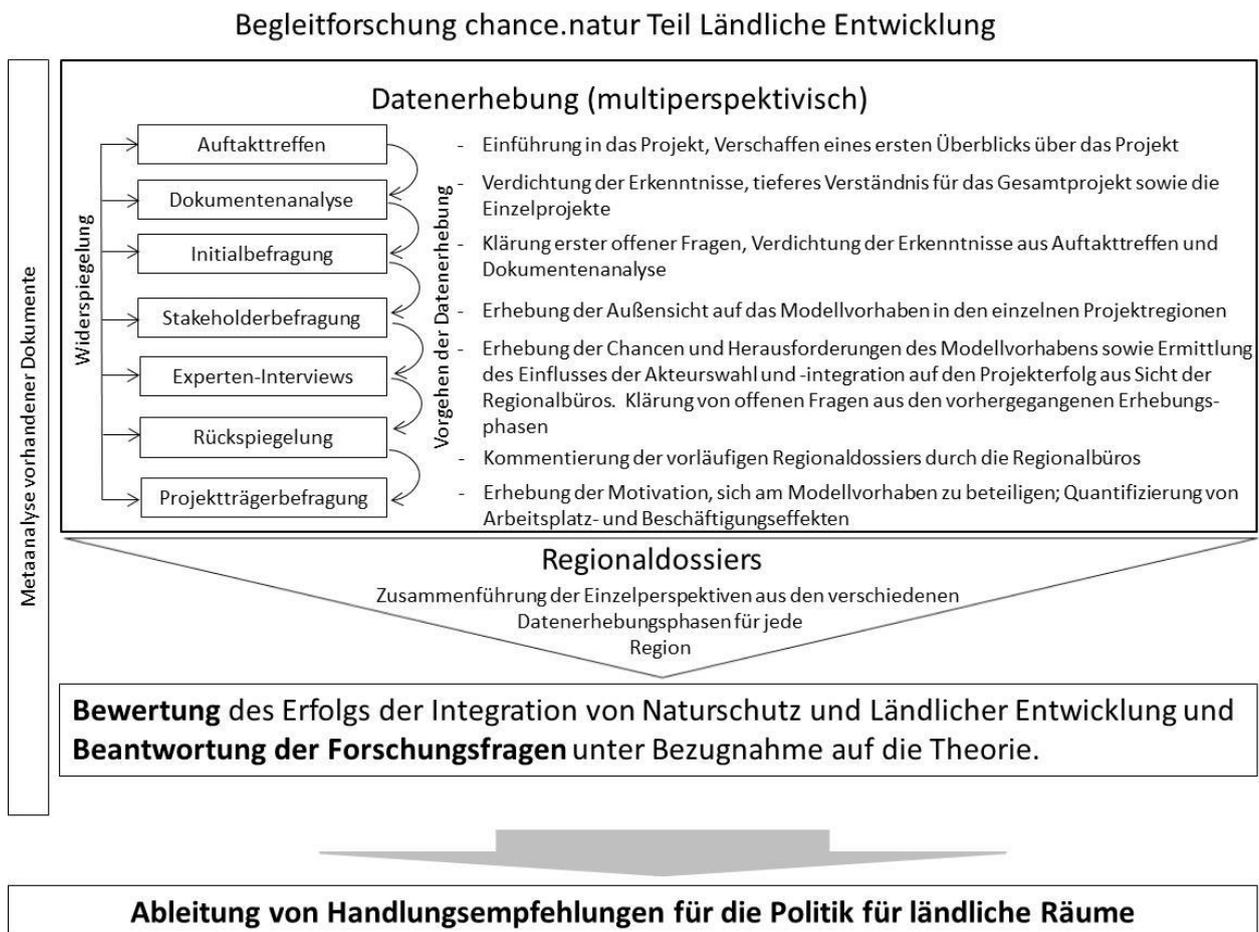 Begleitforschung chance.natur Teil Ländliche Entwicklung
Metaanalyse vorhandener Dokumente
Datenerhebung (multiperspektivisch)
Widerspiegelung
Auftakttreffen
Dokumentenanalyse
Initialbefragung
Stakeholderbefragung
Experten-Interviews
Rückspiegelung
Projektträgerbefragung
Vorgehen der Datenerhebung
- Einführung in das Projekt, Verschaffen eines ersten Überblicks über das Projekt
- Verdichtung der Erkenntnisse, tieferes Verständnis für das Gesamtprojekt sowie die
Einzelprojekte
- Klärung erster offener Fragen, Verdichtung der Erkenntnisse aus Auftakttreffen und
Dokumentenanalyse
- Erhebung der Außensicht auf das Modellvorhaben in den einzelnen Projektregionen
- Erhebung der Chancen und Herausforderungen des Modellvorhabens sowie Ermittlung
des Einflusses der Akteurswahl und -integration auf den Projekterfolg aus Sicht der
Regionalbüros. Klärung von offenen Fragen aus den vorhergegangenen Erhebungs-
phasen
- Kommentierung der vorläufigen Regionaldossiers durch die Regionalbüros
- Erhebung der Motivation, sich am Modellvorhaben zu beteiligen; Quantifizierung von
Arbeitsplatz- und Beschäftigungseffekten
Regionaldossiers
Zusammenführung der Einzelperspektiven aus den verschiedenen
Datenerhebungsphasen für jede
Region
Bewertung des Erfolgs der Integration von Naturschutz und Ländlicher Entwicklung und
Beantwortung der Forschungsfragen unter Bezugnahme auf die Theorie.
Ableitung von Handlungsempfehlungen für die Politik für ländliche Räume